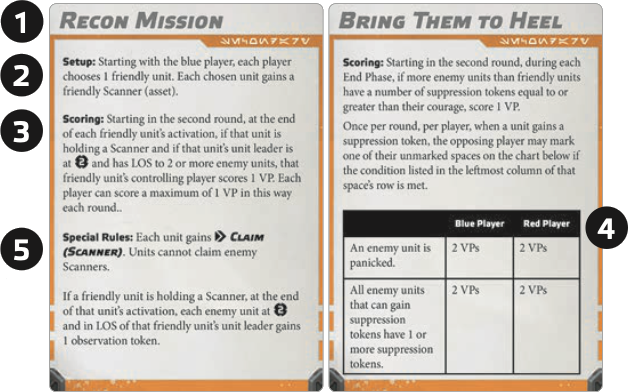 1
RECON MISSION
2
Setup: Starting with the blue player, each player
chooses 1 friendly unit. Each chosen unit gains a
friendly Scanner (asset).
3
Scoring: Starting in the second round, at the end
of each friendly unit's activation, if that unit is
holding a Scanner and if that unit's unit leader is
at 2 and has LOS to 2 or more enemy units, that
friendly unit's controlling player scores 1 VP. Each
player can score a maximum of 1 VP in this way
each round..
5
Special Rules: Each unit gains CLAIM
(SCANNER). Units cannot claim enemy
Scanners.
If a friendly unit is holding a Scanner, at the end
of that unit's activation, each enemy unit at 2
and in LOS of that friendly unit's unit leader gains
1 observation token.
BRING THEM TO HEEL
Scoring: Starting in the second round, during each
End Phase, if more enemy units than friendly units
have a number of suppression tokens equal to or
greater than their courage, score 1 VP.
Once per round, per player, when a unit gains a
suppression token, the opposing player may mark
one of their unmarked spaces on the chart below if
the condition listed in the leftmost column of that
space's row is met.
4
Blue Player Red Player
An enemy unit is 2 VPs 2 VPs
panicked.
All enemy units 2 VPs 2 VPs
that can gain
suppression
tokens have 1 or
more suppression
tokens.